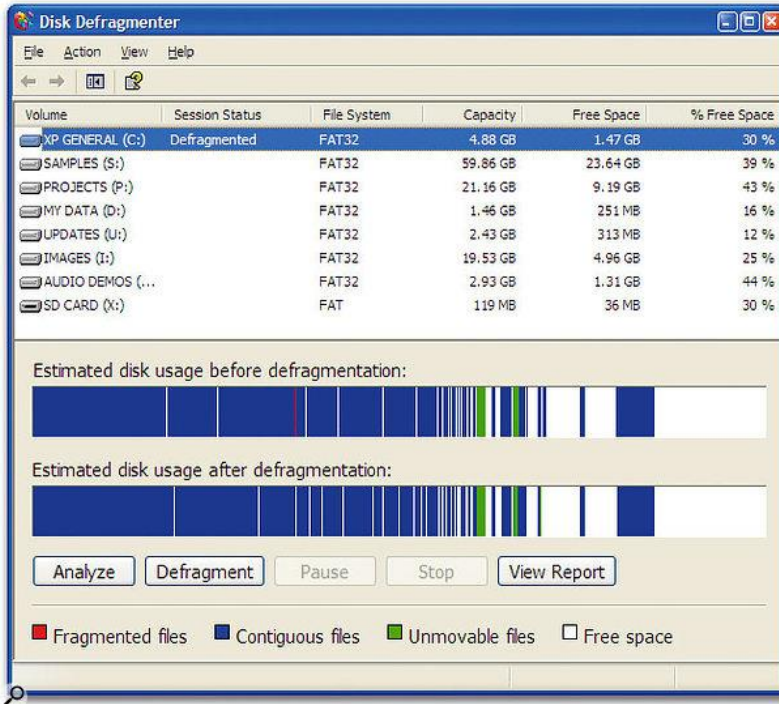 Disk Defragmenter
File Action View Help
Volume Session Status File System Capacity Free Space % Free Space
XP GENERAL (C:) Defragmented FAT32 4.88 GB 1.47 GB 30 %
SAMPLES (S:) FAT32 59.86 GB 23.64 GB 39 %
PROJECTS (P:) FAT32 21.16 GB 9.19 GB 43 %
MY DATA (D:) FAT32 1.46 GB 251 MB 16 %
UPDATES (U:) FAT32 2.43 GB 313 MB 12 %
IMAGES (I:) FAT32 19.53 GB 4.96 GB 25 %
AUDIO DEMOS (... FAT32 2.93 GB 1.31 GB 44 %
SD CARD (X:) FAT 119 MB 36 MB 30 %
Estimated disk usage before defragmentation:
Estimated disk usage after defragmentation:
Analyze Defragment Pause Stop View Report
Fragmented files Contiguous files Unmovable files Free space